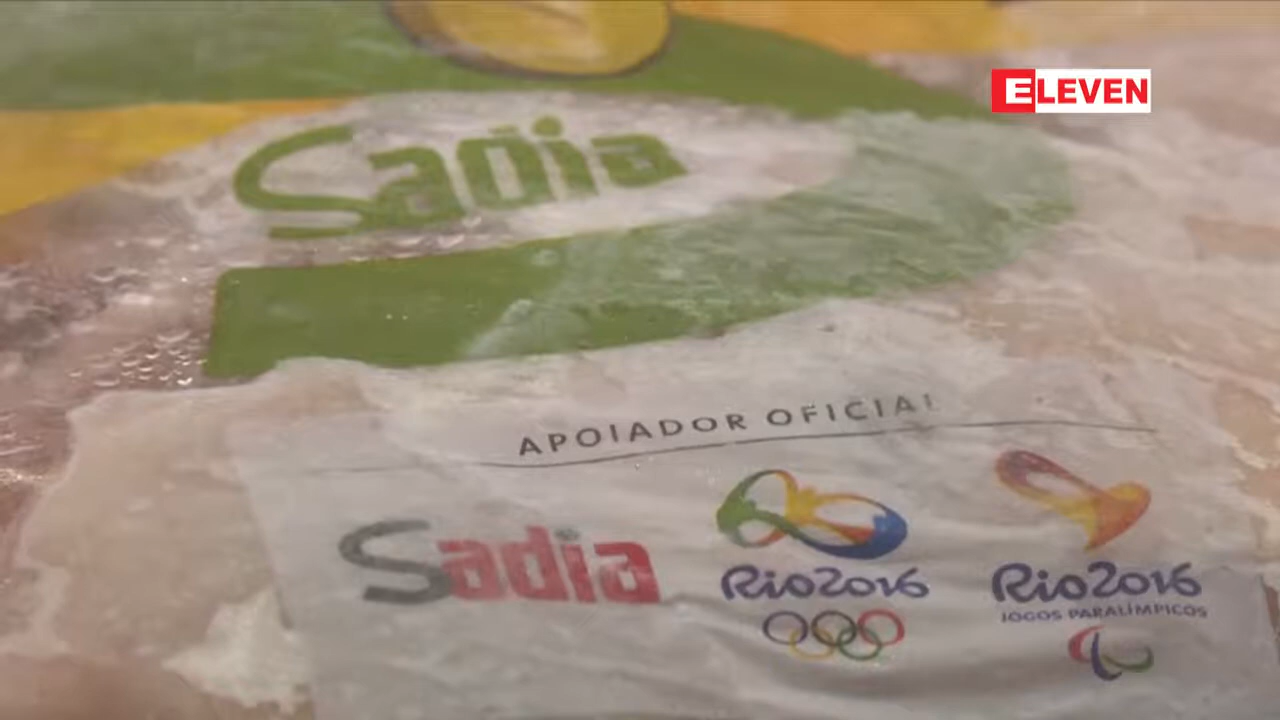 ELEVEN
Sadia
APOIADOR OFICIAL
Sadia
Rio2016
Rio2016
JOGOS PARALÍMPICOS